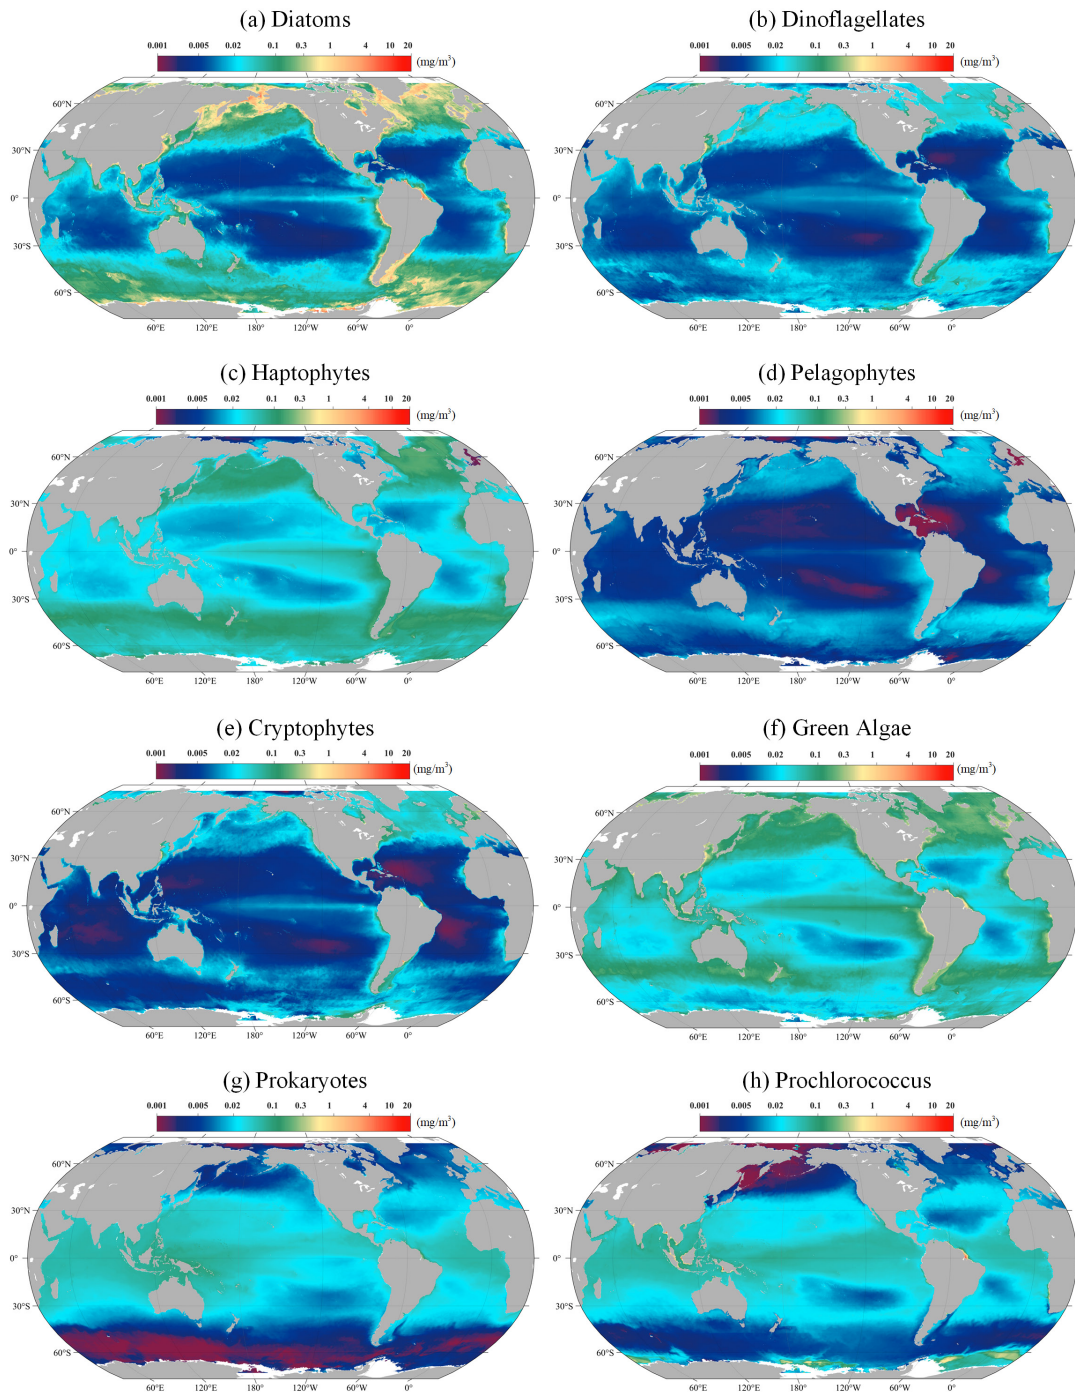 (a) Diatoms
0.001 0.005 0.02 0.1 0.3 1 4 10 20 (mg/m³)
60°N
30°N
0°
30°S
60°S
60°E 120°E 180° 120°W 60°W 0°
(b) Dinoflagellates
0.001 0.005 0.02 0.1 0.3 1 4 10 20 (mg/m³)
60°N
30°N
0°
30°S
60°S
60°E 120°E 180° 120°W 60°W 0°
(c) Haptophytes
0.001 0.005 0.02 0.1 0.3 1 4 10 20 (mg/m³)
60°N
30°N
0°
30°S
60°S
60°E 120°E 180° 120°W 60°W 0°
(d) Pelagophytes
0.001 0.005 0.02 0.1 0.3 1 4 10 20 (mg/m³)
60°N
30°N
0°
30°S
60°S
60°E 120°E 180° 120°W 60°W 0°
(e) Cryptophytes
0.001 0.005 0.02 0.1 0.3 1 4 10 20 (mg/m³)
60°N
30°N
0°
30°S
60°S
60°E 120°E 180° 120°W 60°W 0°
(f) Green Algae
0.001 0.005 0.02 0.1 0.3 1 4 10 20 (mg/m³)
60°N
30°N
0°
30°S
60°S
60°E 120°E 180° 120°W 60°W 0°
(g) Prokaryotes
0.001 0.005 0.02 0.1 0.3 1 4 10 20 (mg/m³)
60°N
30°N
0°
30°S
60°S
60°E 120°E 180° 120°W 60°W 0°
(h) Prochlorococcus
0.001 0.005 0.02 0.1 0.3 1 4 10 20 (mg/m³)
60°N
30°N
0°
30°S
60°S
60°E 120°E 180° 120°W 60°W 0°